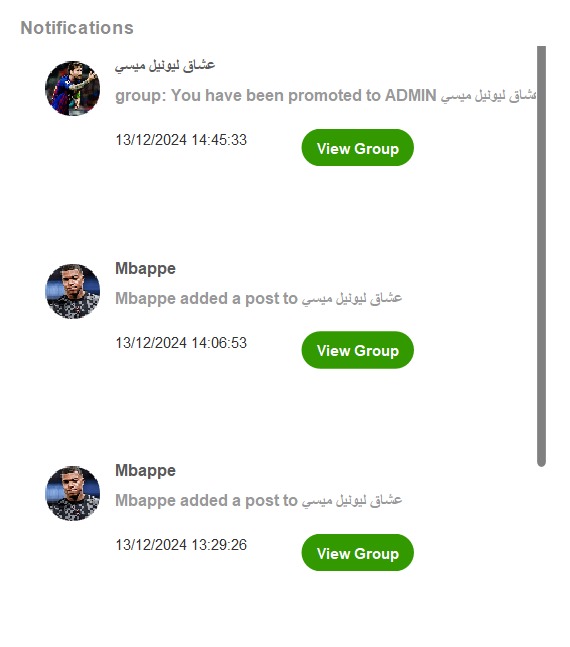 Notifications
عشاق ليونيل ميسي
group: You have been promoted to ADMIN عشاق ليونيل ميسي
13/12/2024 14:45:33
View Group
Mbappe
Mbappe added a post to عشاق ليونيل ميسي
13/12/2024 14:06:53
View Group
Mbappe
Mbappe added a post to عشاق ليونيل ميسي
13/12/2024 13:29:26
View Group